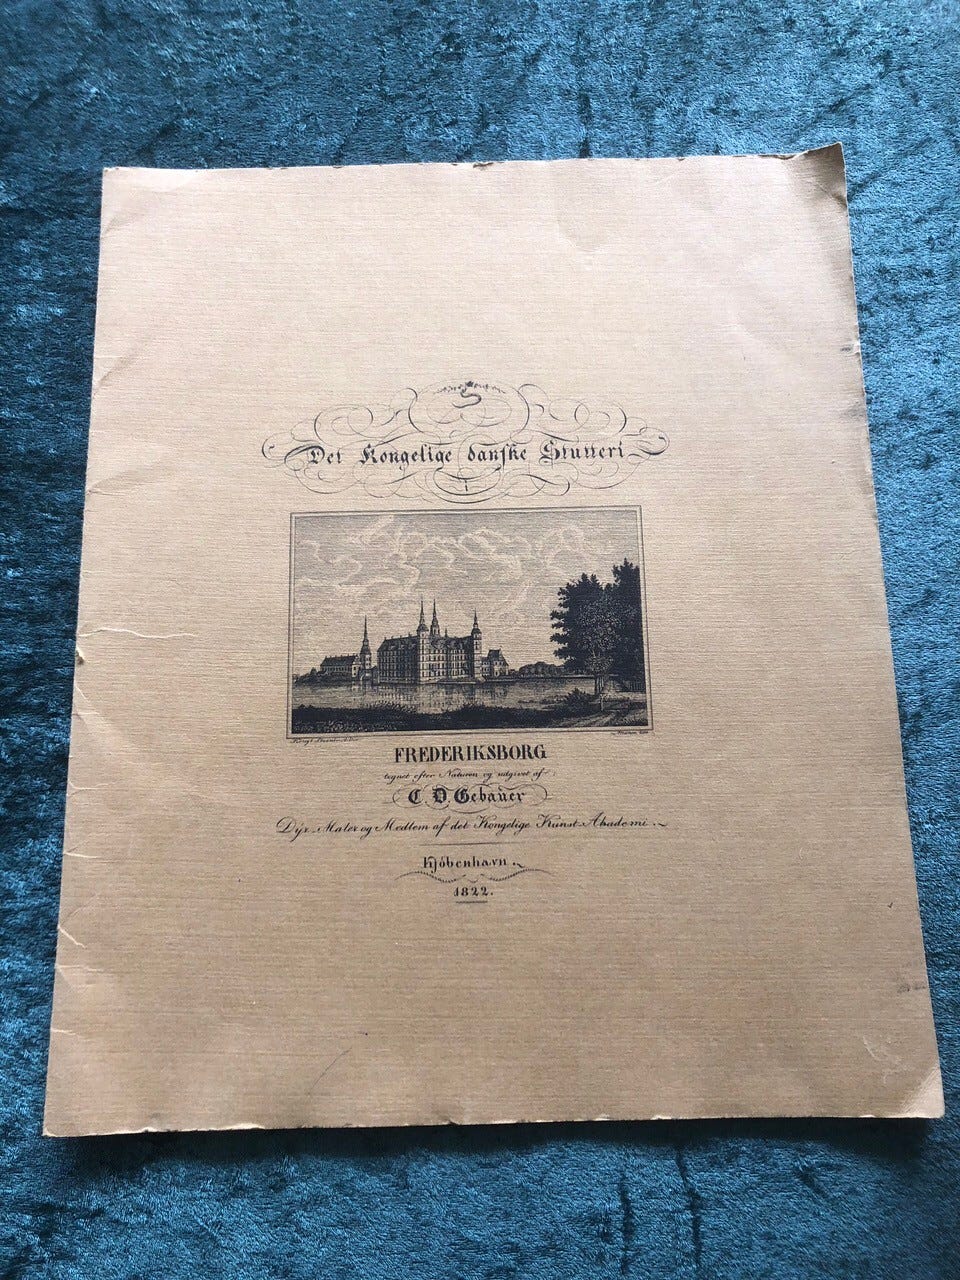 Det Kongelige danske Stutteri
i
FREDERIKSBORG
tegnet efter Naturen og udgivet af
C D. Gebauer
Dyr-Maler og Medlem af det Kongelige Kunst-Akademi.
Kjöbenhavn.
1822.